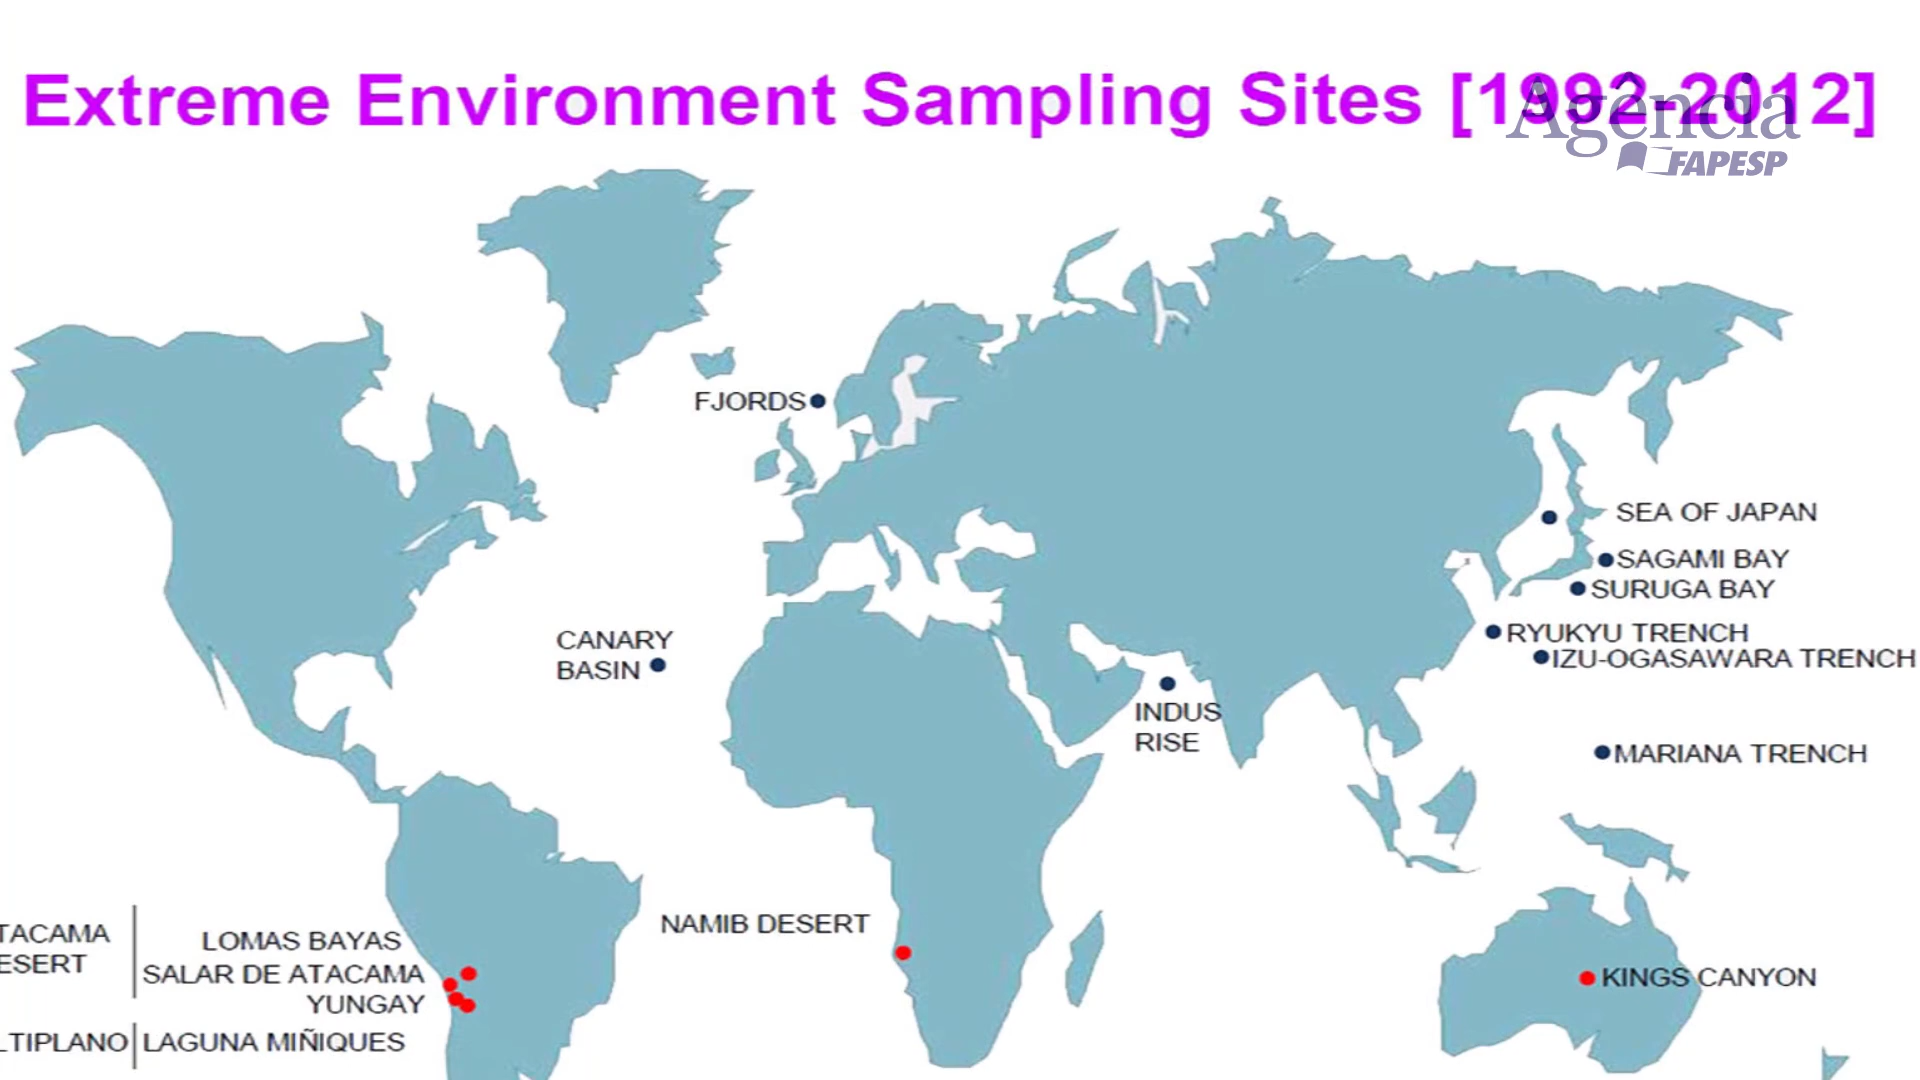 Extreme Environment Sampling Sites [1992-2012]
Agência
FAPESP
FJORDS
SEA OF JAPAN
SAGAMI BAY
SURUGA BAY
RYUKYU TRENCH
IZU-OGASAWARA TRENCH
CANARY
BASIN
INDUS
RISE
MARIANA TRENCH
NAMIB DESERT
TACAMA
ESERT
LOMAS BAYAS
SALAR DE ATACAMA
YUNGAY
KINGS CANYON
LTIPLANO
LAGUNA MIÑIQUES